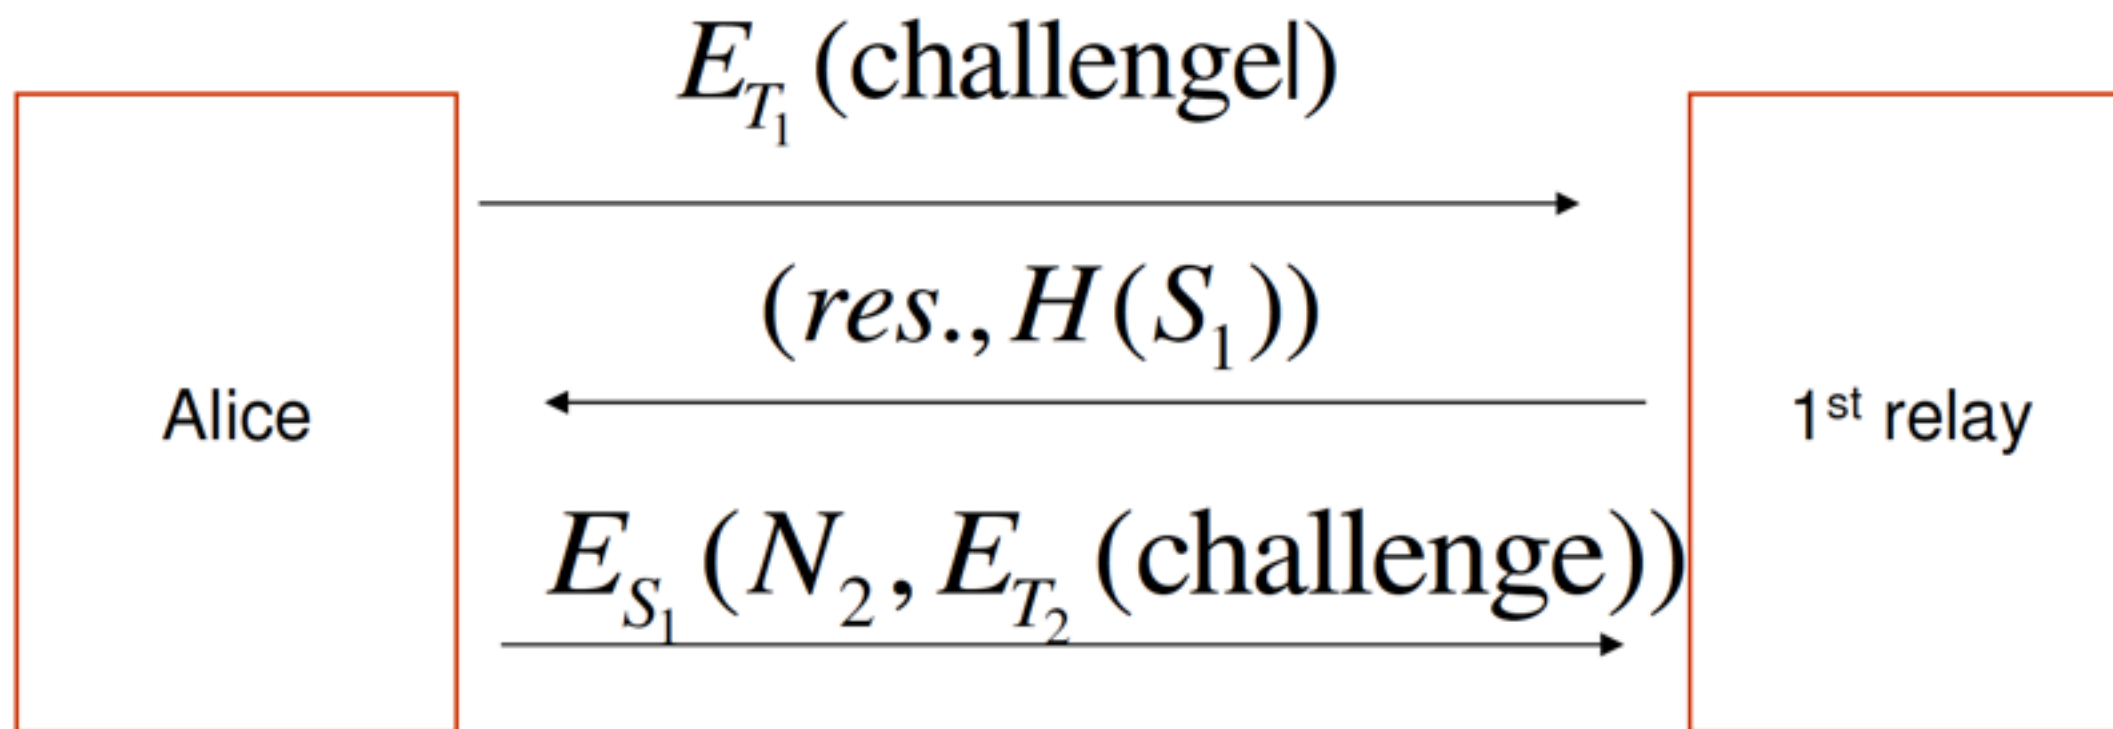 E_{T_1}(challenge|)
(res., H(S_1))
Alice
1st relay
E_{S_1}(N_2, E_{T_2}(challenge))